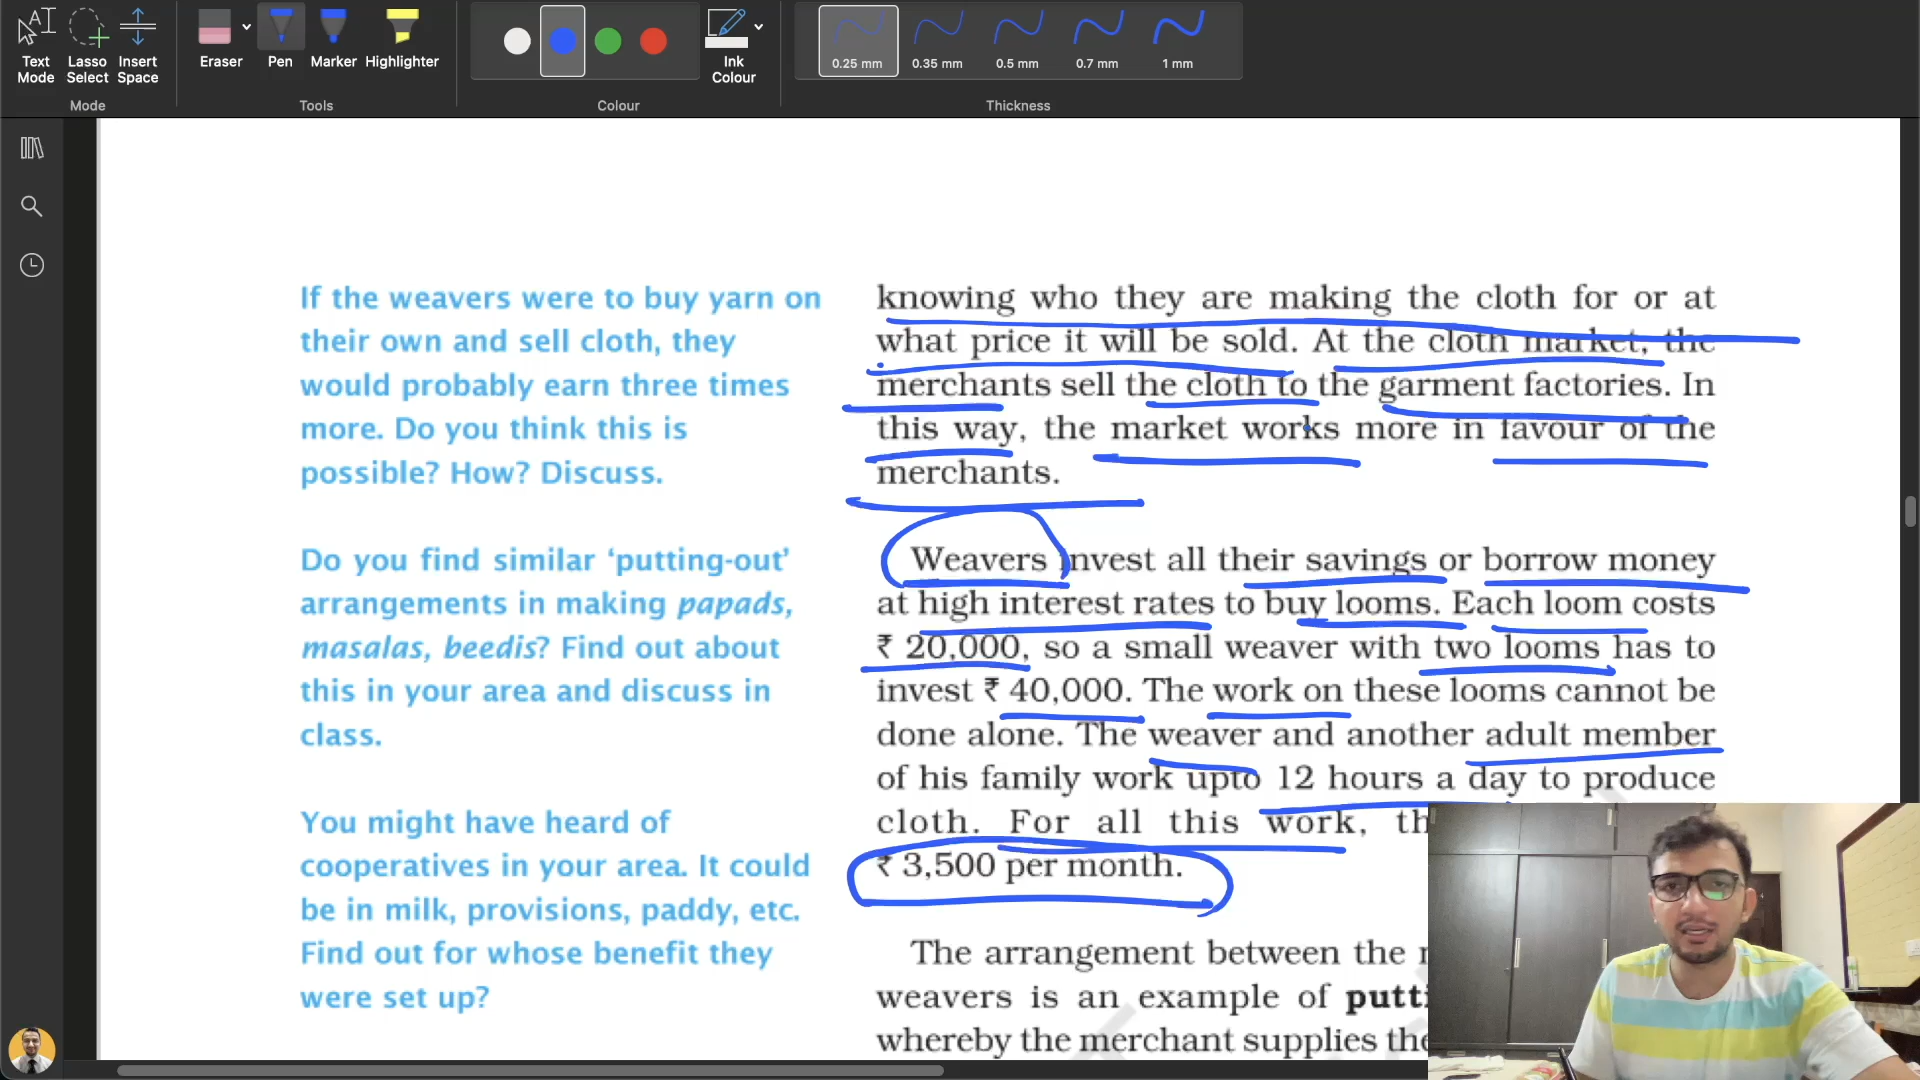 Text
Mode
Lasso
Select
Insert
Space
Mode
Eraser
Pen
Marker
Highlighter
Tools
Colour
Ink
Colour
0.25 mm
0.35 mm
0.5 mm
0.7 mm
1 mm
Thickness
If the weavers were to buy yarn on
their own and sell cloth, they
would probably earn three times
more. Do you think this is
possible? How? Discuss.
Do you find similar ‘putting-out’
arrangements in making papads,
masalas, beedis? Find out about
this in your area and discuss in
class.
You might have heard of
cooperatives in your area. It could
be in milk, provisions, paddy, etc.
Find out for whose benefit they
were set up?
knowing who they are making the cloth for or at
what price it will be sold. At the cloth market, the
merchants sell the cloth to the garment factories. In
this way, the market works more in favour of the
merchants.
Weavers invest all their savings or borrow money
at high interest rates to buy looms. Each loom costs
₹ 20,000, so a small weaver with two looms has to
invest ₹ 40,000. The work on these looms cannot be
done alone. The weaver and another adult member
of his family work upto 12 hours a day to produce
cloth. For all this work,
₹ 3,500 per month.
The arrangement between the
weavers is an example of
whereby the merchant supplies